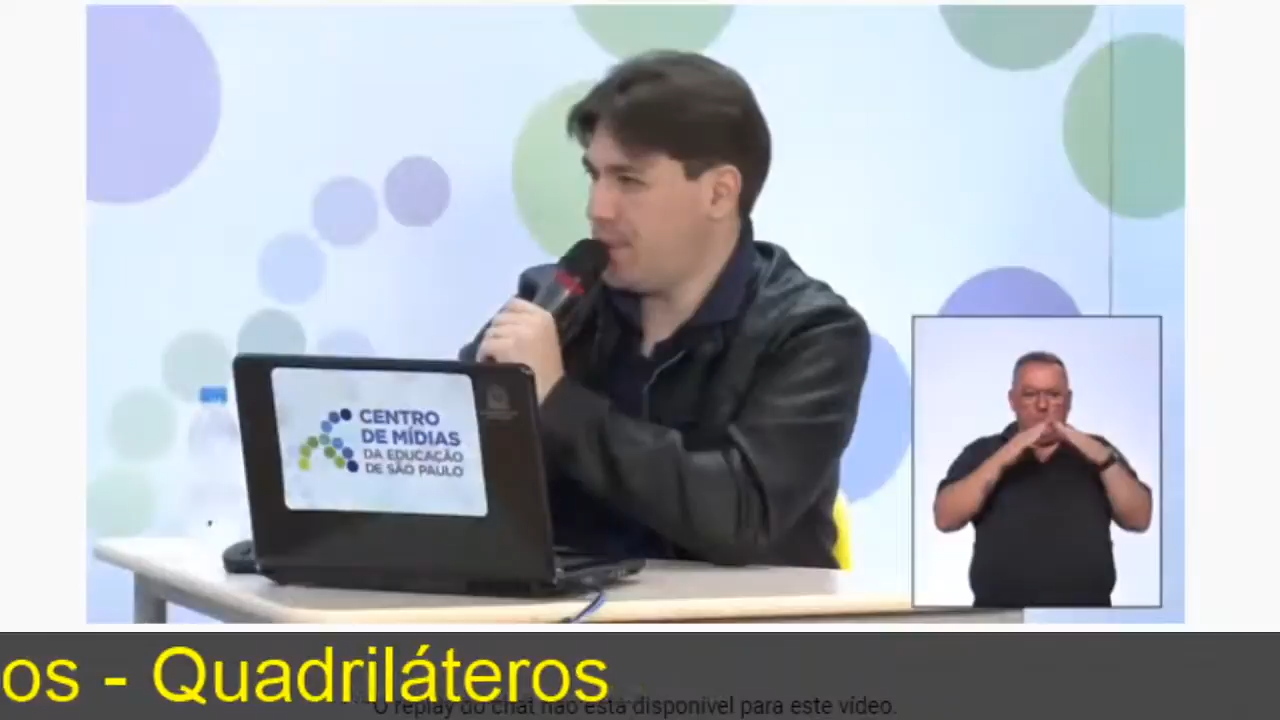 CENTRO
DE MÍDIAS
DA EDUCAÇÃO
DE SÃO PAULO
os - Quadriláteros
O replay do chat não está disponível para este vídeo.